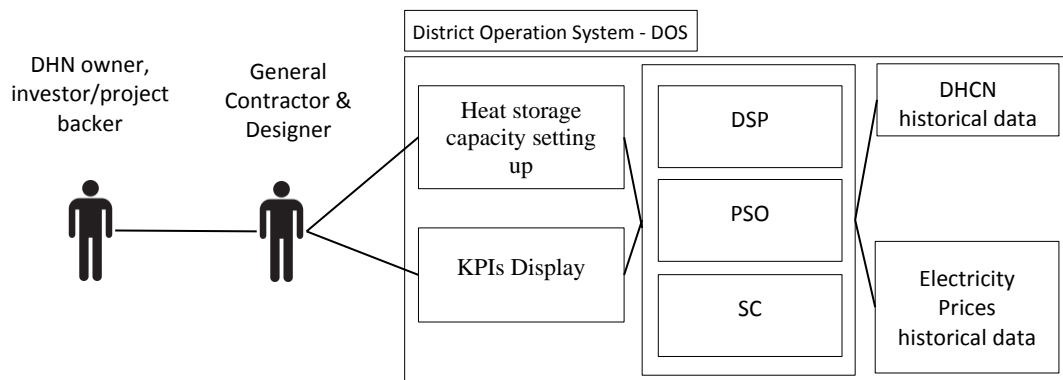 District Operation System - DOS
DHN owner,
investor/project
backer
General
Contractor &
Designer
Heat storage
capacity setting
up
KPIs Display
DSP
PSO
SC
DHCN
historical data
Electricity
Prices
historical data